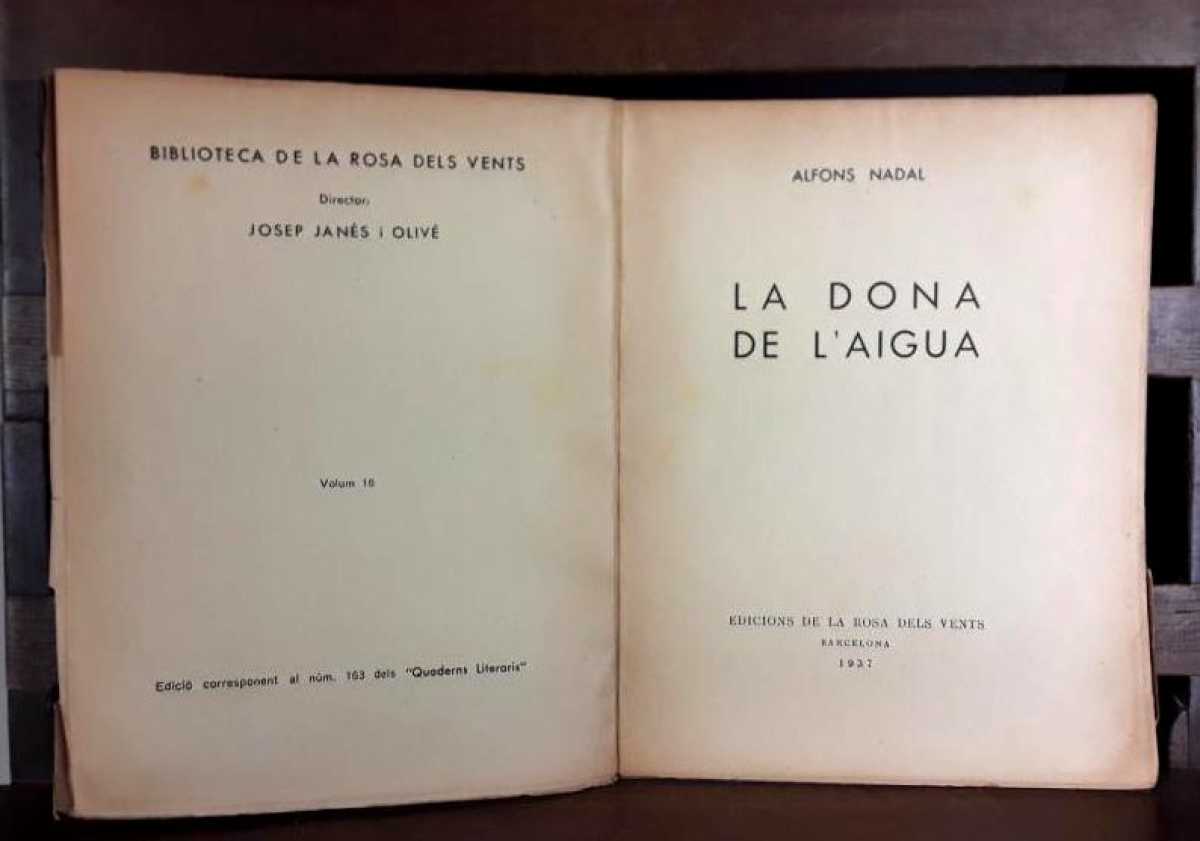 BIBLIOTECA DE LA ROSA DELS VENTS
Director:
JOSEP JANÉS i OLIVÉ
Volum 16
Edició corresponent al núm. 163 dels "Quaderns Literaris"
ALFONS NADAL
LA DONA
DE L'AIGUA
EDICIONS DE LA ROSA DELS VENTS
BARCELONA
1937